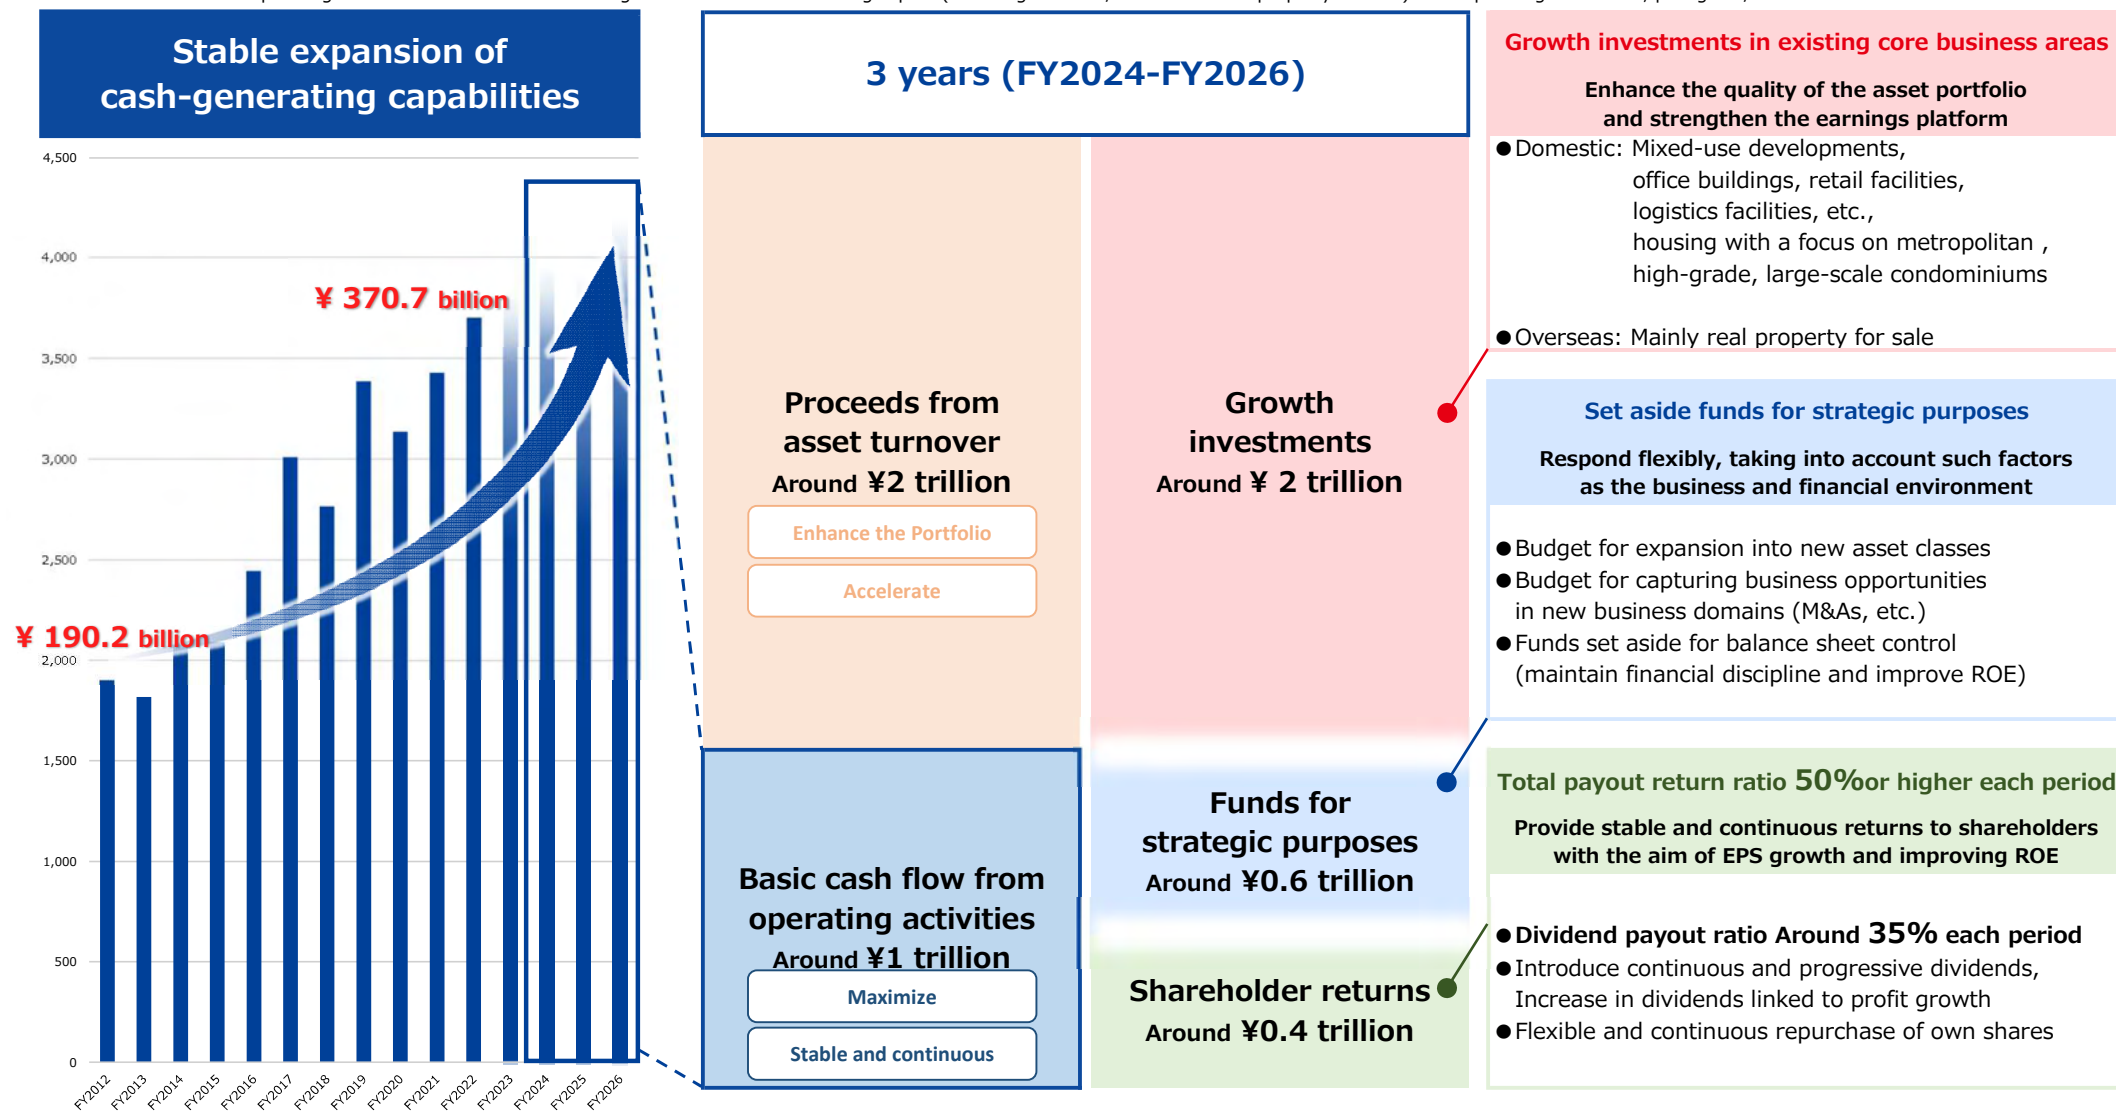 Stable expansion of
cash-generating capabilities
4,500
4,000
3,500
3,000
2,500
2,000
1,500
1,000
500
0
¥ 370.7 billion
¥ 190.2 billion
FY2012
FY2013
FY2014
FY2015
FY2016
FY2017
FY2018
FY2019
FY2020
FY2021
FY2022
FY2023
FY2024
FY2025
FY2026
3 years (FY2024-FY2026)
Proceeds from
asset turnover
Around ¥2 trillion
Enhance the Portfolio
Accelerate
Basic cash flow from
operating activities
Around ¥1 trillion
Maximize
Stable and continuous
Growth
investments
Around ¥ 2 trillion
Funds for
strategic purposes
Around ¥0.6 trillion
Shareholder returns
Around ¥0.4 trillion
Growth investments in existing core business areas
Enhance the quality of the asset portfolio
and strengthen the earnings platform
●Domestic: Mixed-use developments,
office buildings, retail facilities,
logistics facilities, etc.,
housing with a focus on metropolitan ,
high-grade, large-scale condominiums
●Overseas: Mainly real property for sale
Set aside funds for strategic purposes
Respond flexibly, taking into account such factors
as the business and financial environment
●Budget for expansion into new asset classes
●Budget for capturing business opportunities
in new business domains (M&As, etc.)
●Funds set aside for balance sheet control
(maintain financial discipline and improve ROE)
Total payout return ratio 50%or higher each period
Provide stable and continuous returns to shareholders
with the aim of EPS growth and improving ROE
●Dividend payout ratio Around 35% each period
●Introduce continuous and progressive dividends,
Increase in dividends linked to profit growth
●Flexible and continuous repurchase of own shares